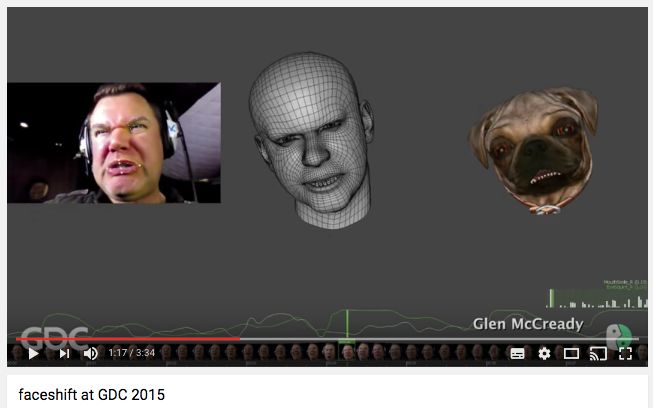 Glen McCready
GDC
1:17 / 3:34
faceshift at GDC 2015